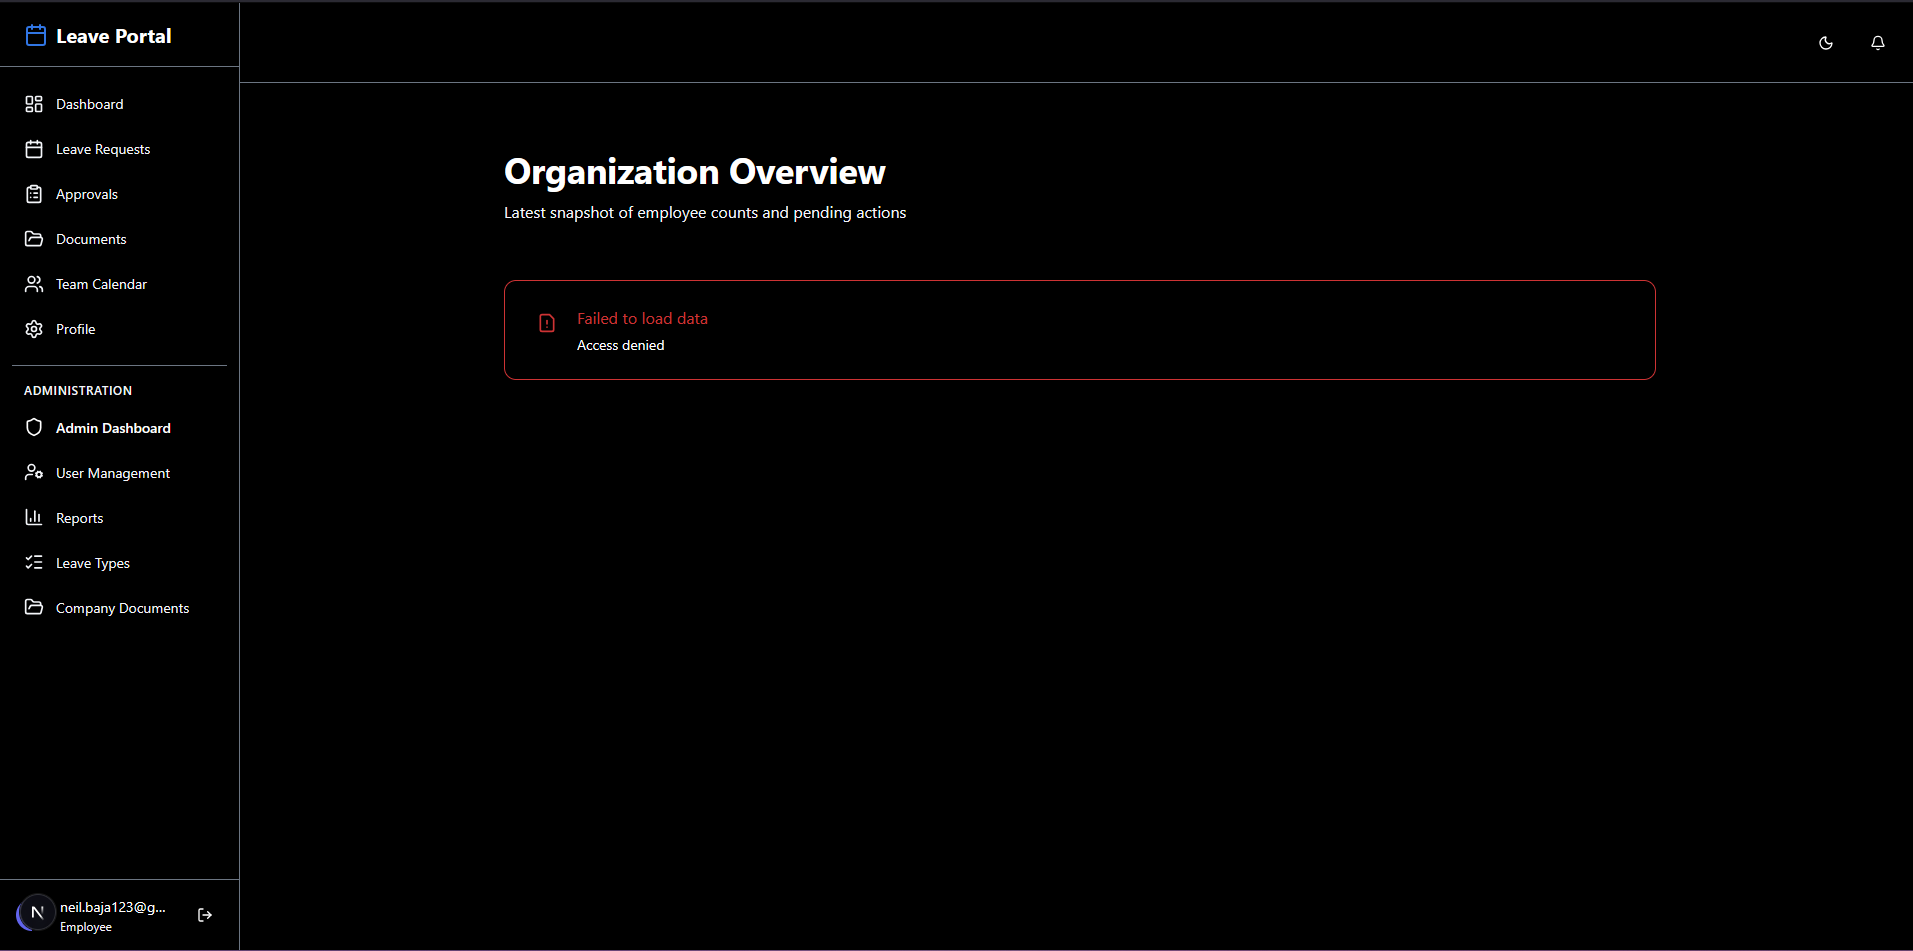 Leave Portal
Dashboard
Leave Requests
Approvals
Documents
Team Calendar
Profile
ADMINISTRATION
Admin Dashboard
User Management
Reports
Leave Types
Company Documents
N
neil.baja123@g...
Employee
Organization Overview
Latest snapshot of employee counts and pending actions
Failed to load data
Access denied